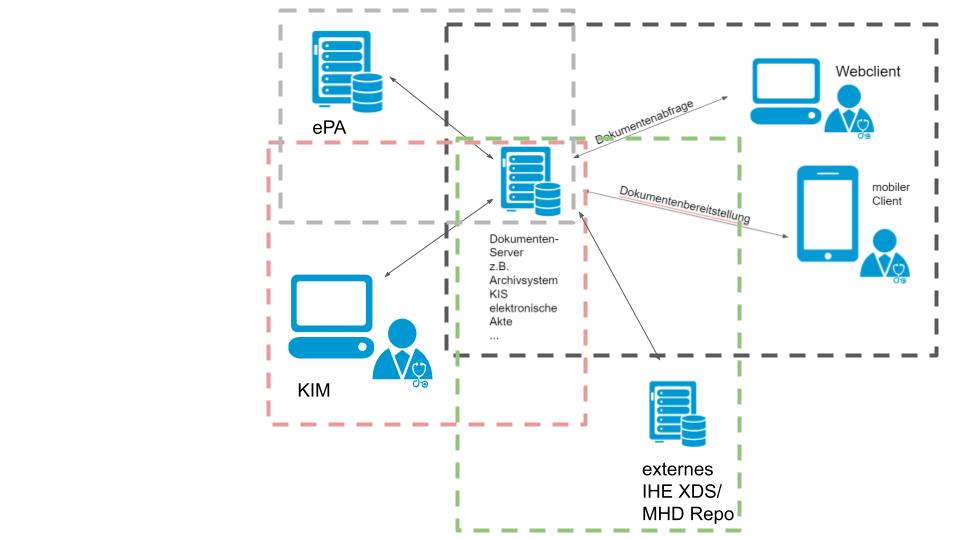 ePA
Webclient
Dokumentenabfrage
mobiler
Client
Dokumentenbereitstellung
Dokumenten-
Server
z.B.
Archivsystem
KIS
elektronische
Akte
...
KIM
externes
IHE XDS/
MHD Repo